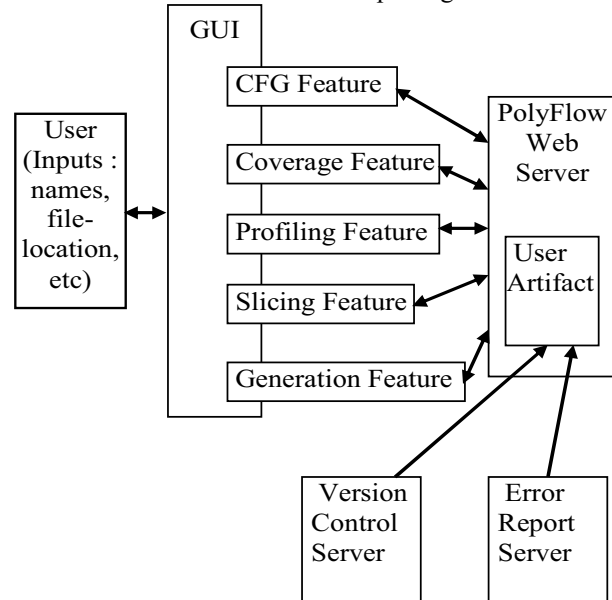 GUI
CFG Feature
Coverage Feature
Profiling Feature
Slicing Feature
Generation Feature
User
(Inputs :
names,
file-
location,
etc)
PolyFlow
Web
Server
User
Artifact
Version
Control
Server
Error
Report
Server